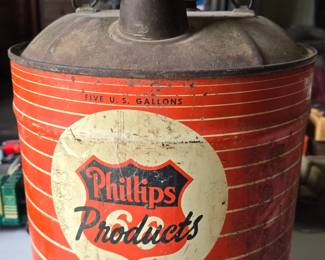 FIVE U.S. GALLONS
Phillips
66
Products